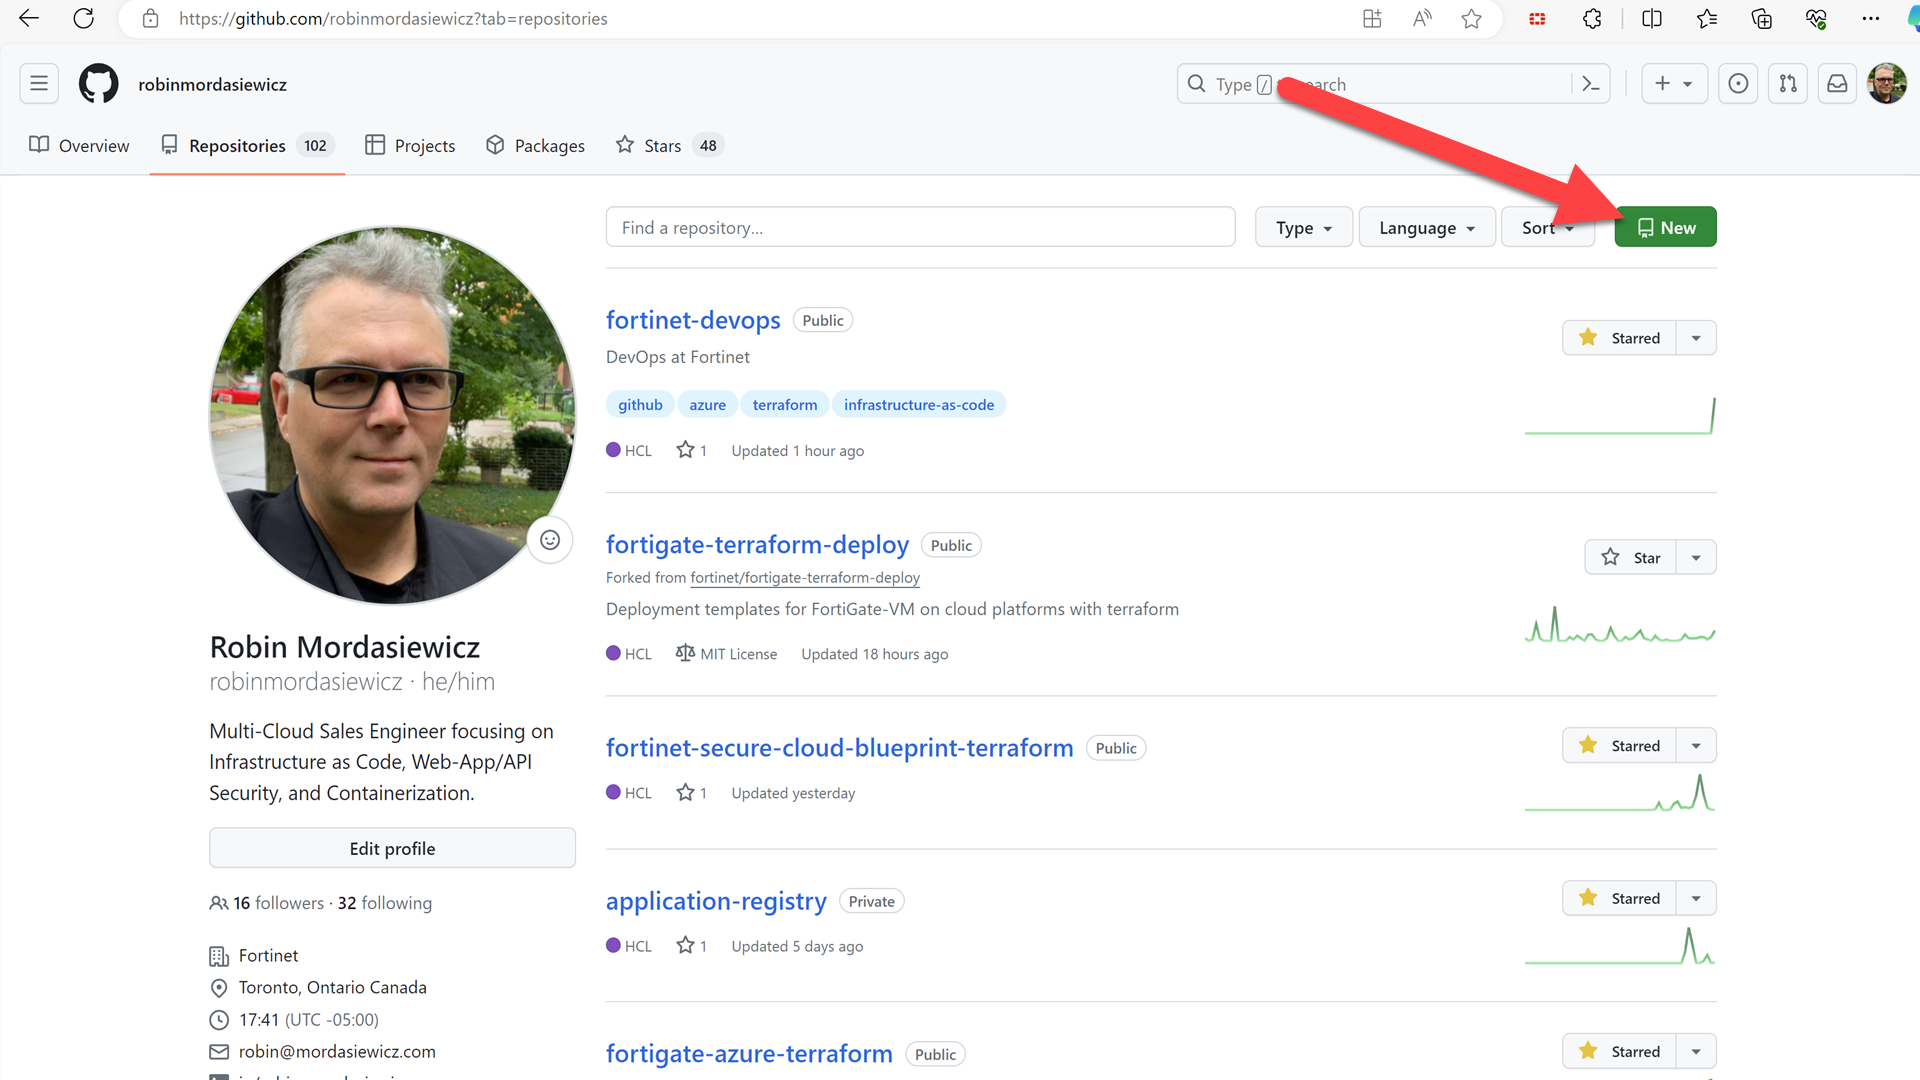 https://github.com/robinmordasiewicz?tab=repositories
robinmordasiewicz
Type / search
Overview
Repositories 102
Projects
Packages
Stars 48
Find a repository...
Type
Language
Sort
New
fortinet-devops Public
Starred
DevOps at Fortinet
github azure terraform infrastructure-as-code
HCL 1 Updated 1 hour ago
fortigate-terraform-deploy Public
Star
Forked from fortinet/fortigate-terraform-deploy
Deployment templates for FortiGate-VM on cloud platforms with terraform
HCL MIT License Updated 18 hours ago
fortinet-secure-cloud-blueprint-terraform Public
Starred
HCL 1 Updated yesterday
application-registry Private
Starred
HCL 1 Updated 5 days ago
fortigate-azure-terraform Public
Starred
Robin Mordasiewicz
robinmordasiewicz · he/him
Multi-Cloud Sales Engineer focusing on
Infrastructure as Code, Web-App/API
Security, and Containerization.
Edit profile
16 followers · 32 following
Fortinet
Toronto, Ontario Canada
17:41 (UTC -05:00)
robin@mordasiewicz.com